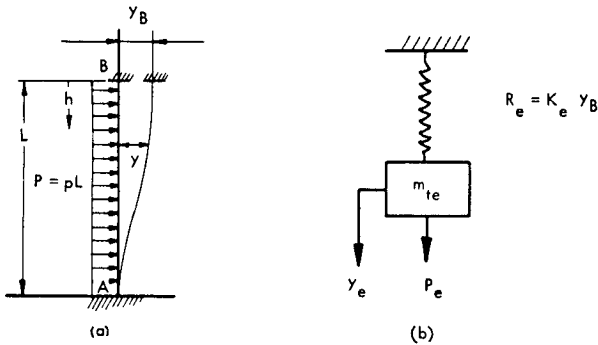 y_B
B
h
L
P = pL
y
A
(a)
R_e = K_e y_B
m_te
y_e
P_e
(b)